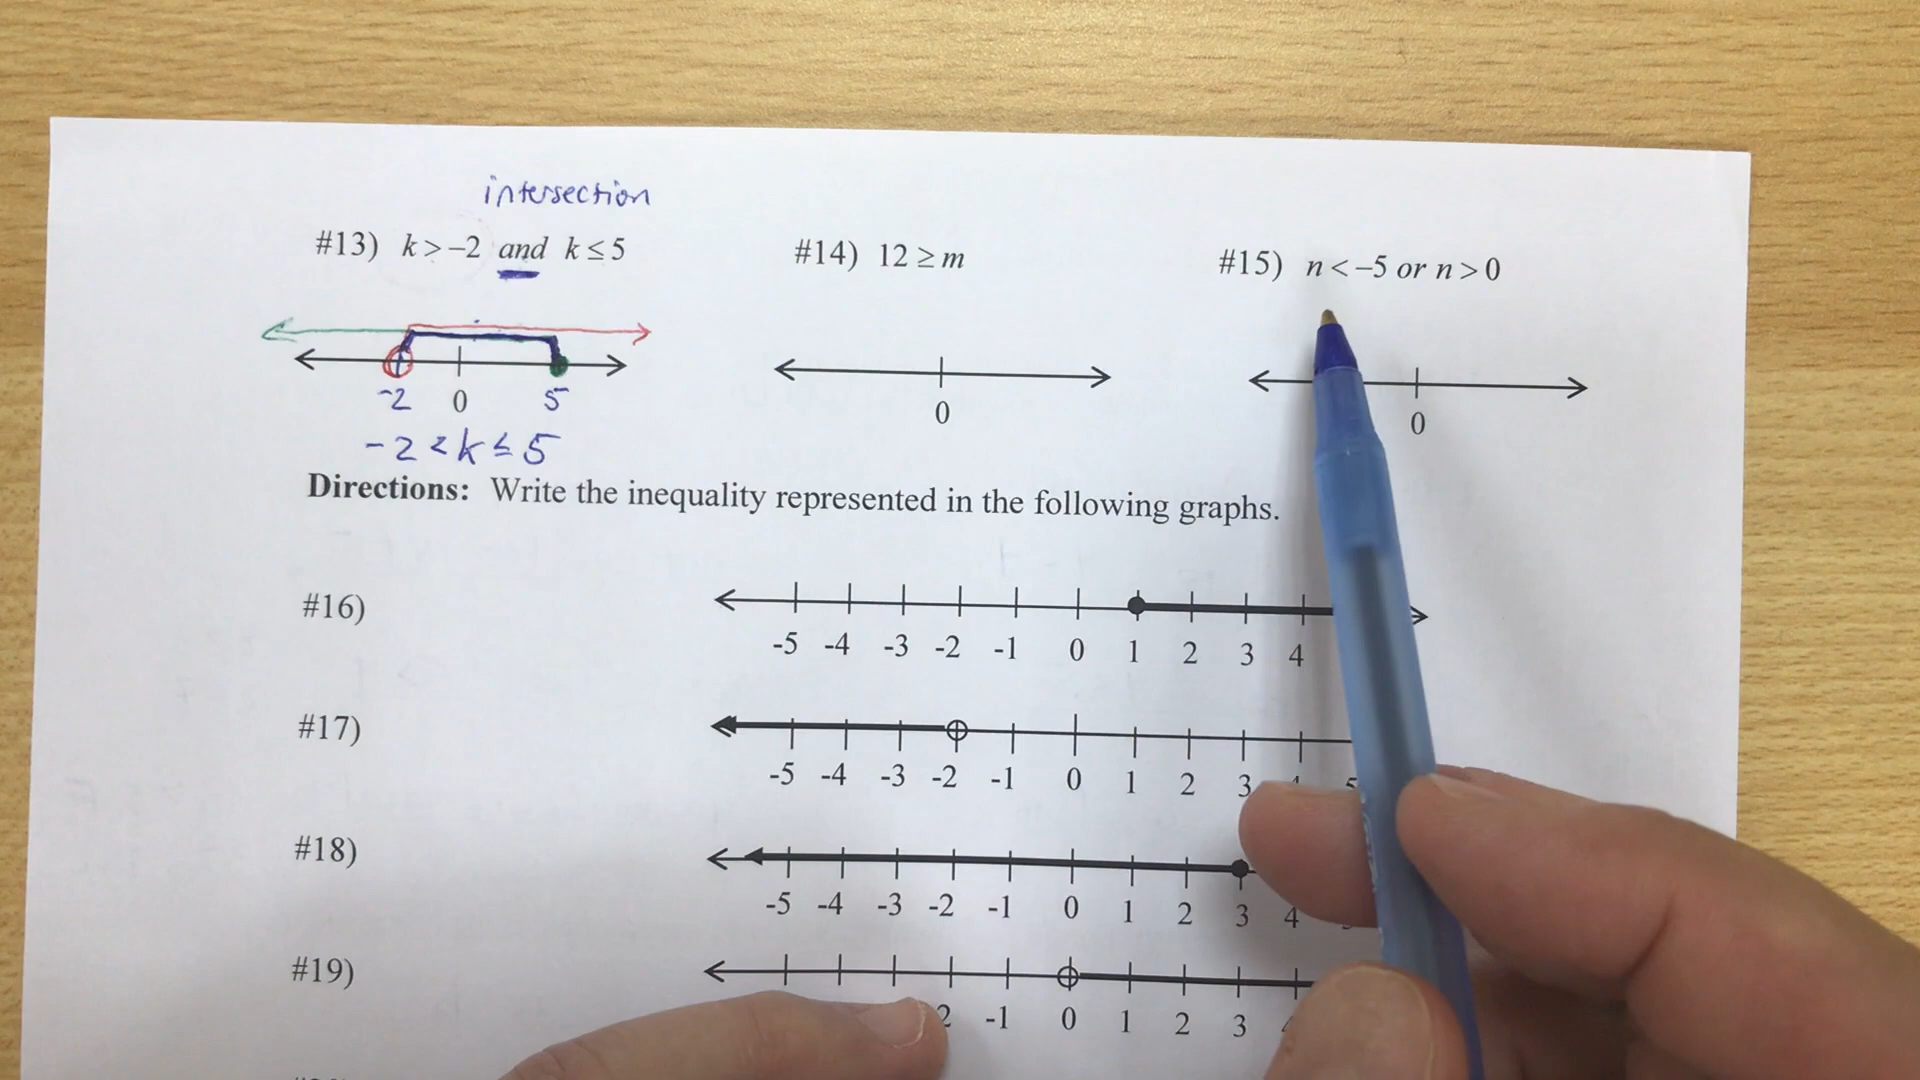 intersection
#13) k > –2 and k ≤ 5
#14) 12 ≥ m
#15) n < –5 or n > 0
-2 0 5
0
0
-2 < k ≤ 5
Directions: Write the inequality represented in the following graphs.
#16)
-5 -4 -3 -2 -1 0 1 2 3 4
#17)
-5 -4 -3 -2 -1 0 1 2 3
#18)
-5 -4 -3 -2 -1 0 1 2 3 4
#19)
2 -1 0 1 2 3